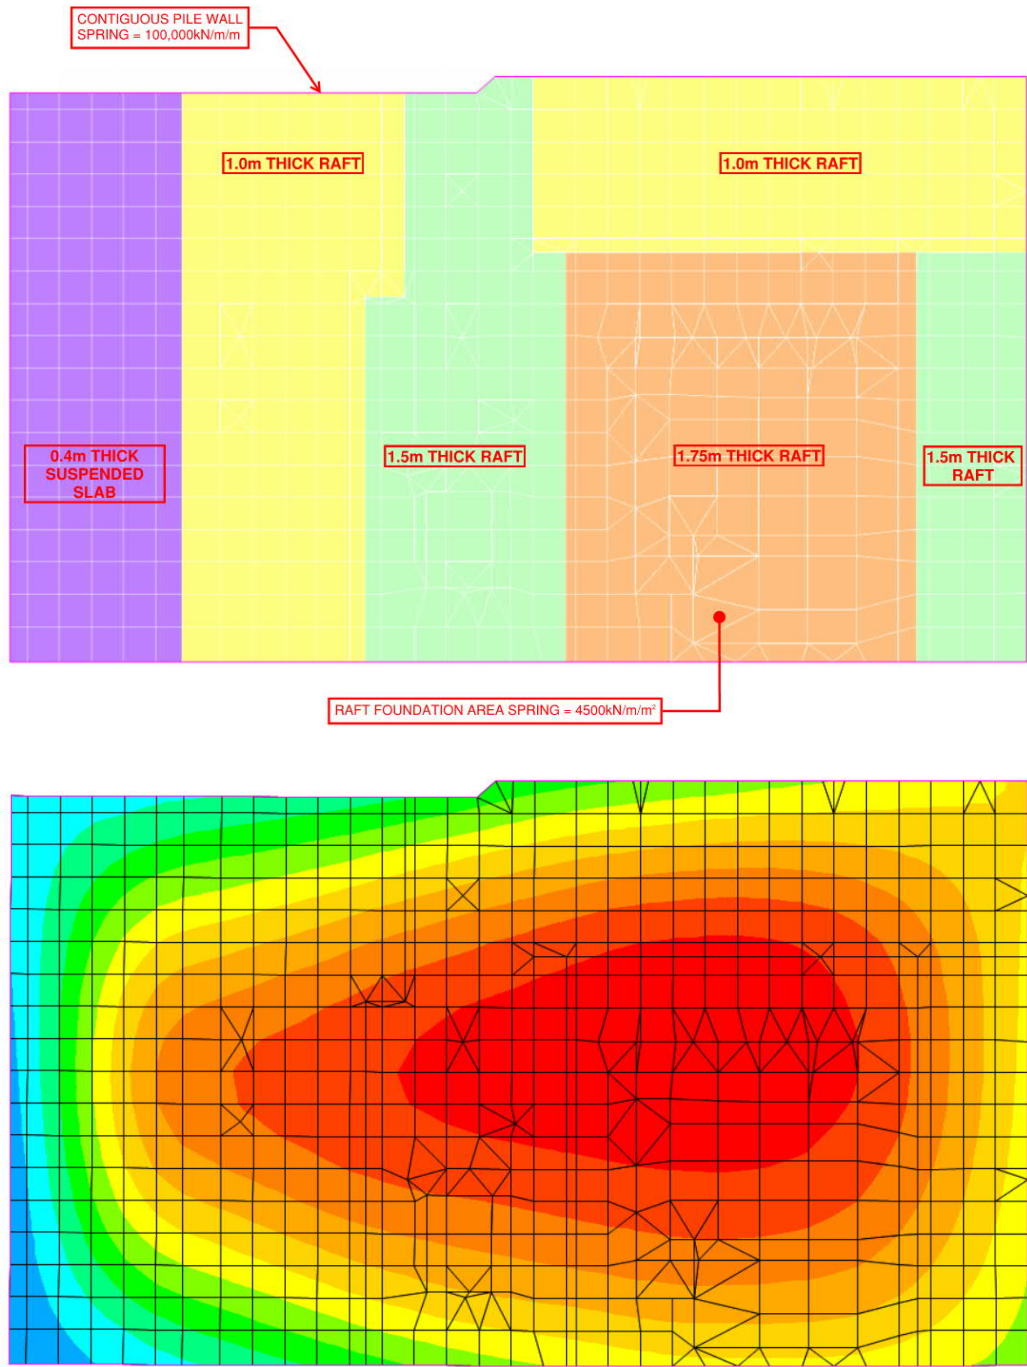 CONTIGUOUS PILE WALL
SPRING = 100,000kN/m/m
1.0m THICK RAFT
1.0m THICK RAFT
0.4m THICK
SUSPENDED
SLAB
1.5m THICK RAFT
1.75m THICK RAFT
1.5m THICK
RAFT
RAFT FOUNDATION AREA SPRING = 4500kN/m/m²